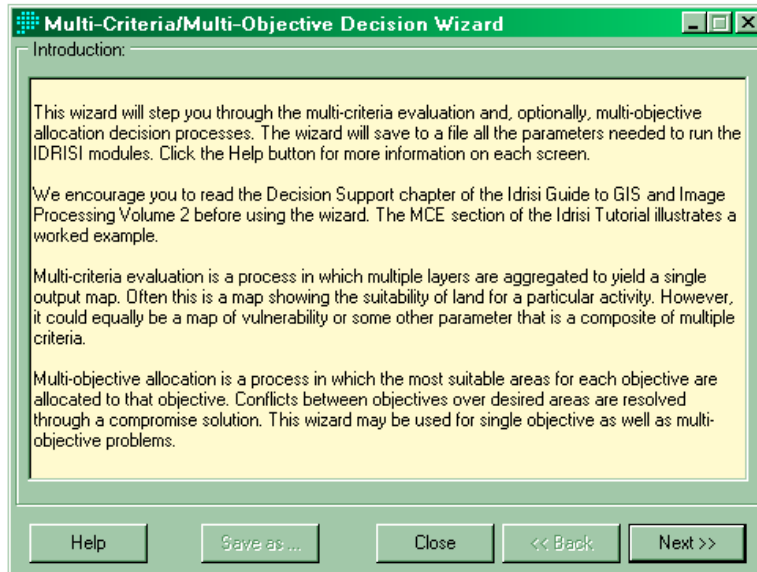 Multi-Criteria/Multi-Objective Decision Wizard
Introduction:
This wizard will step you through the multi-criteria evaluation and, optionally, multi-objective
allocation decision processes. The wizard will save to a file all the parameters needed to run the
IDRISI modules. Click the Help button for more information on each screen.
We encourage you to read the Decision Support chapter of the Idrisi Guide to GIS and Image
Processing Volume 2 before using the wizard. The MCE section of the Idrisi Tutorial illustrates a
worked example.
Multi-criteria evaluation is a process in which multiple layers are aggregated to yield a single
output map. Often this is a map showing the suitability of land for a particular activity. However,
it could equally be a map of vulnerability or some other parameter that is a composite of multiple
criteria.
Multi-objective allocation is a process in which the most suitable areas for each objective are
allocated to that objective. Conflicts between objectives over desired areas are resolved
through a compromise solution. This wizard may be used for single objective as well as multi-
objective problems.
Help Save as ... Close << Back Next >>